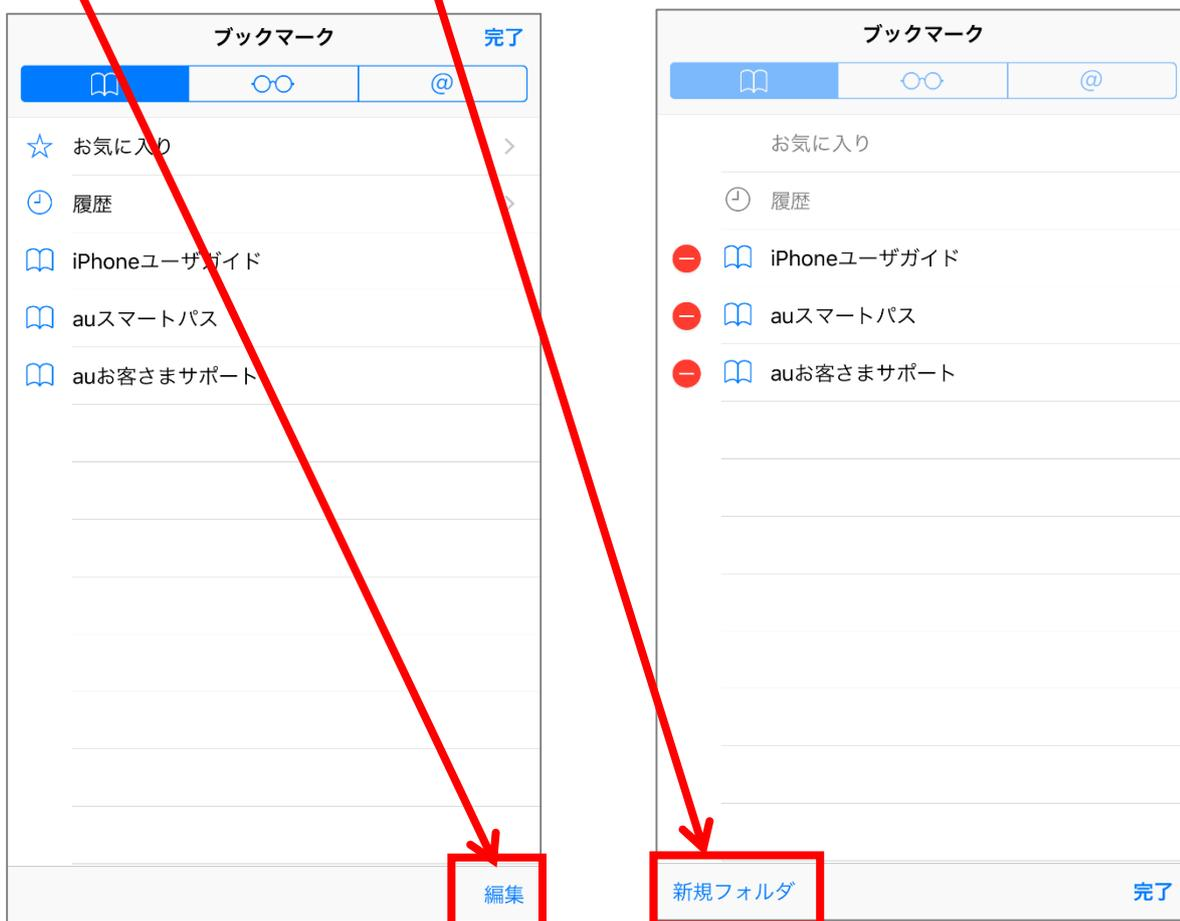 ブックマーク
完了
@
お気に入り
履歴
iPhoneユーザガイド
auスマートパス
auお客さまサポート
編集
ブックマーク
@
お気に入り
履歴
iPhoneユーザガイド
auスマートパス
auお客さまサポート
新規フォルダ
完了